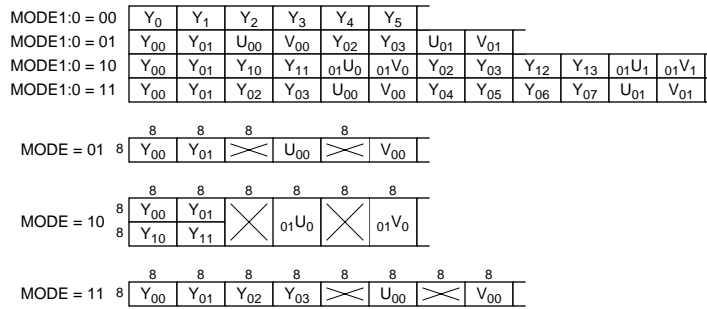 MODE1:0 = 00 Y0 Y1 Y2 Y3 Y4 Y5
MODE1:0 = 01 Y00 Y01 U00 V00 Y02 Y03 U01 V01
MODE1:0 = 10 Y00 Y01 Y10 Y11 01U0 01V0 Y02 Y03 Y12 Y13 01U1 01V1
MODE1:0 = 11 Y00 Y01 Y02 Y03 U00 V00 Y04 Y05 Y06 Y07 U01 V01
8 8 8 8
MODE = 01 8 Y00 Y01 U00 V00
8 8 8 8 8 8
8 Y00 Y01
MODE = 10 01U0 01V0
8 Y10 Y11
8 8 8 8 8 8 8 8
MODE = 11 8 Y00 Y01 Y02 Y03 U00 V00